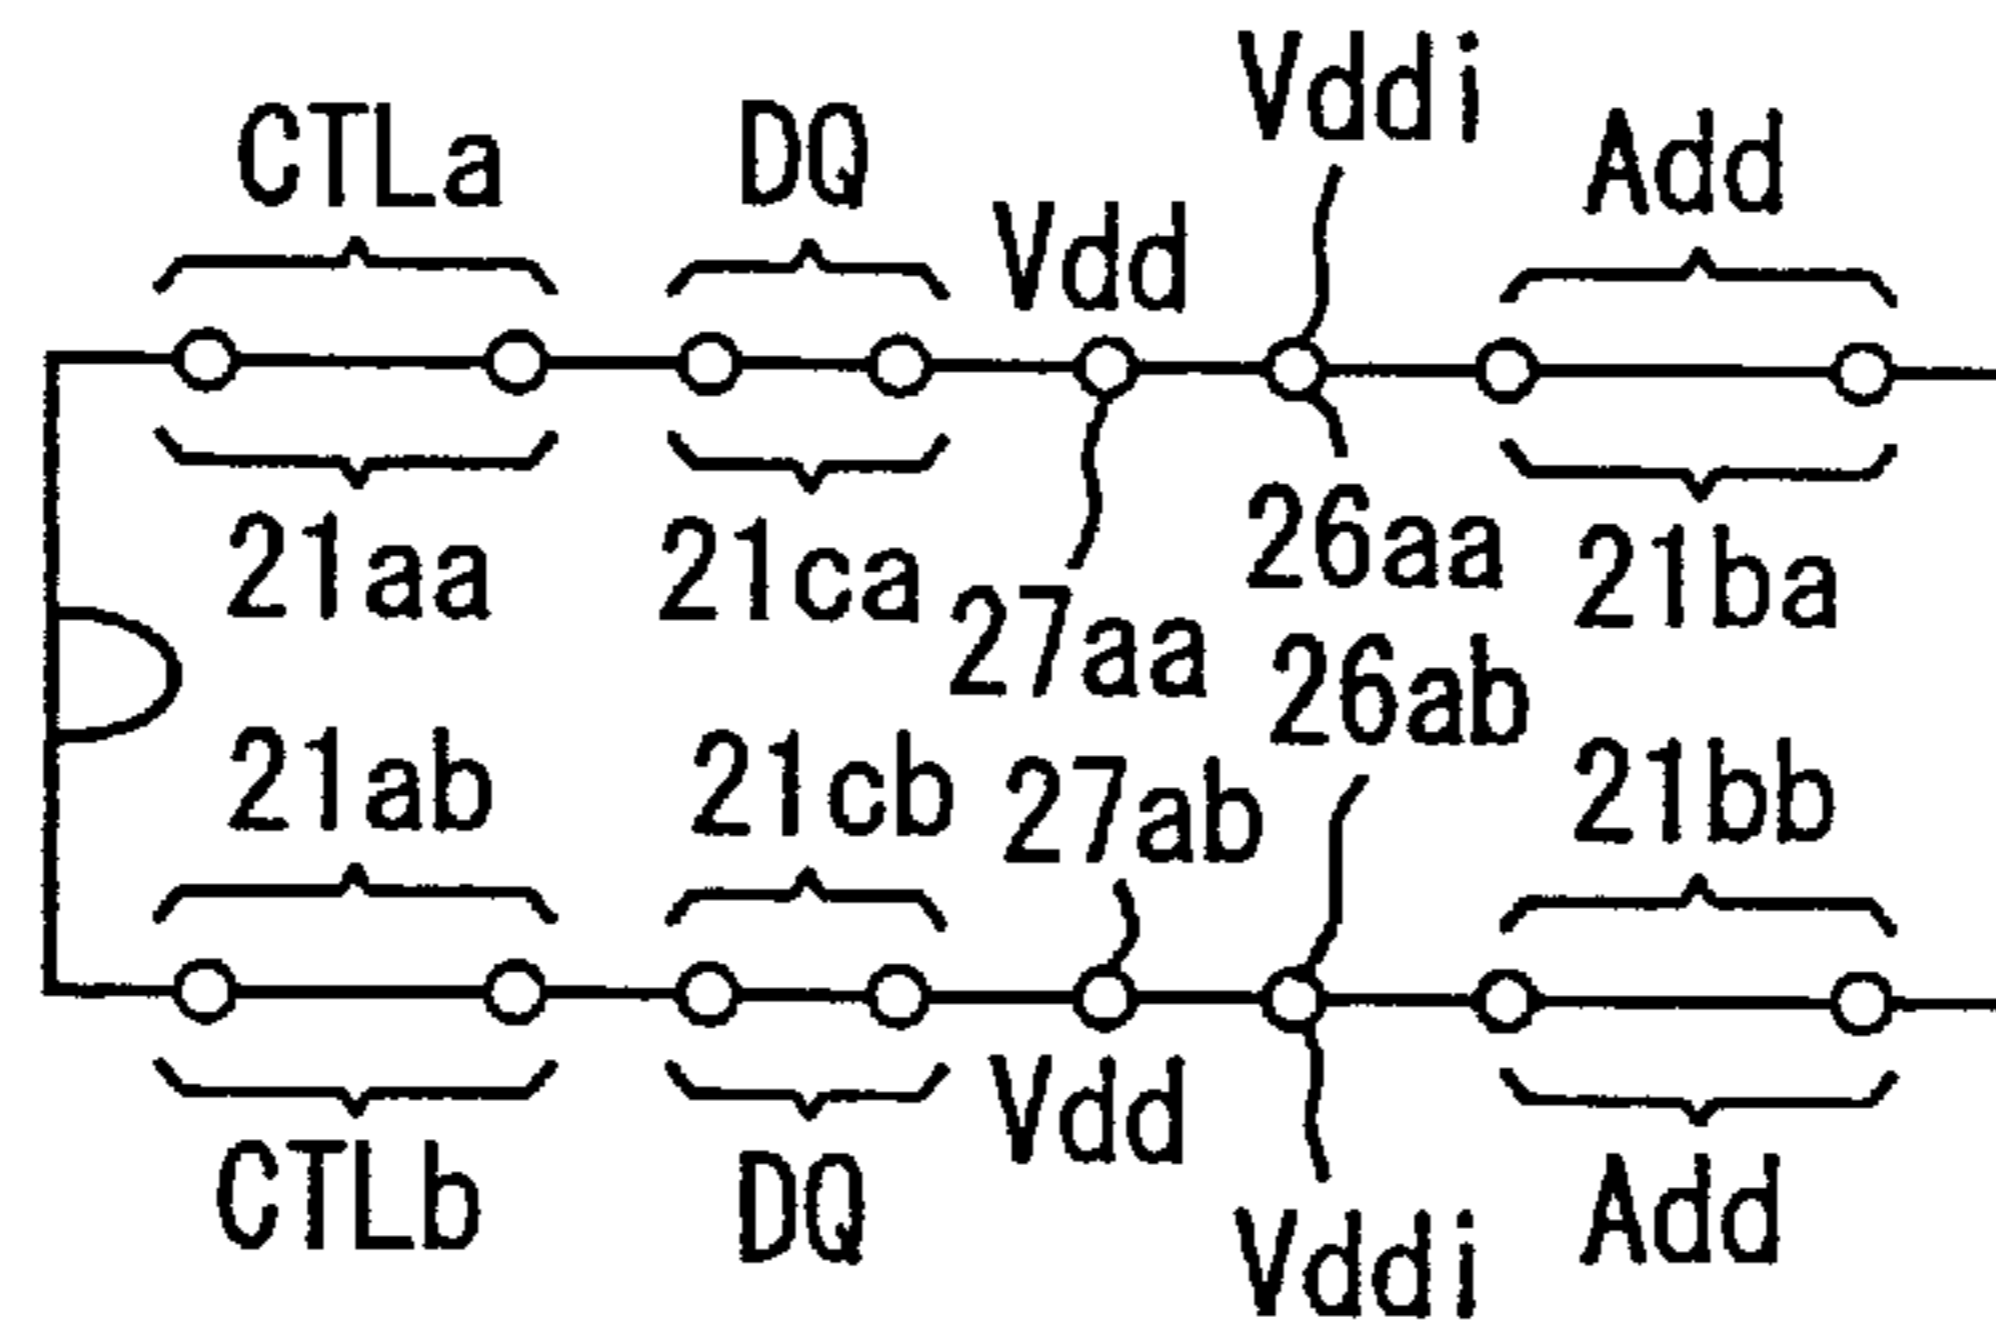 CTLa DQ Vdd Vddi Add
21aa 21ca 27aa 26aa 21ba
21ab 21cb 27ab 26ab 21bb
CTLb DQ Vdd Vddi Add